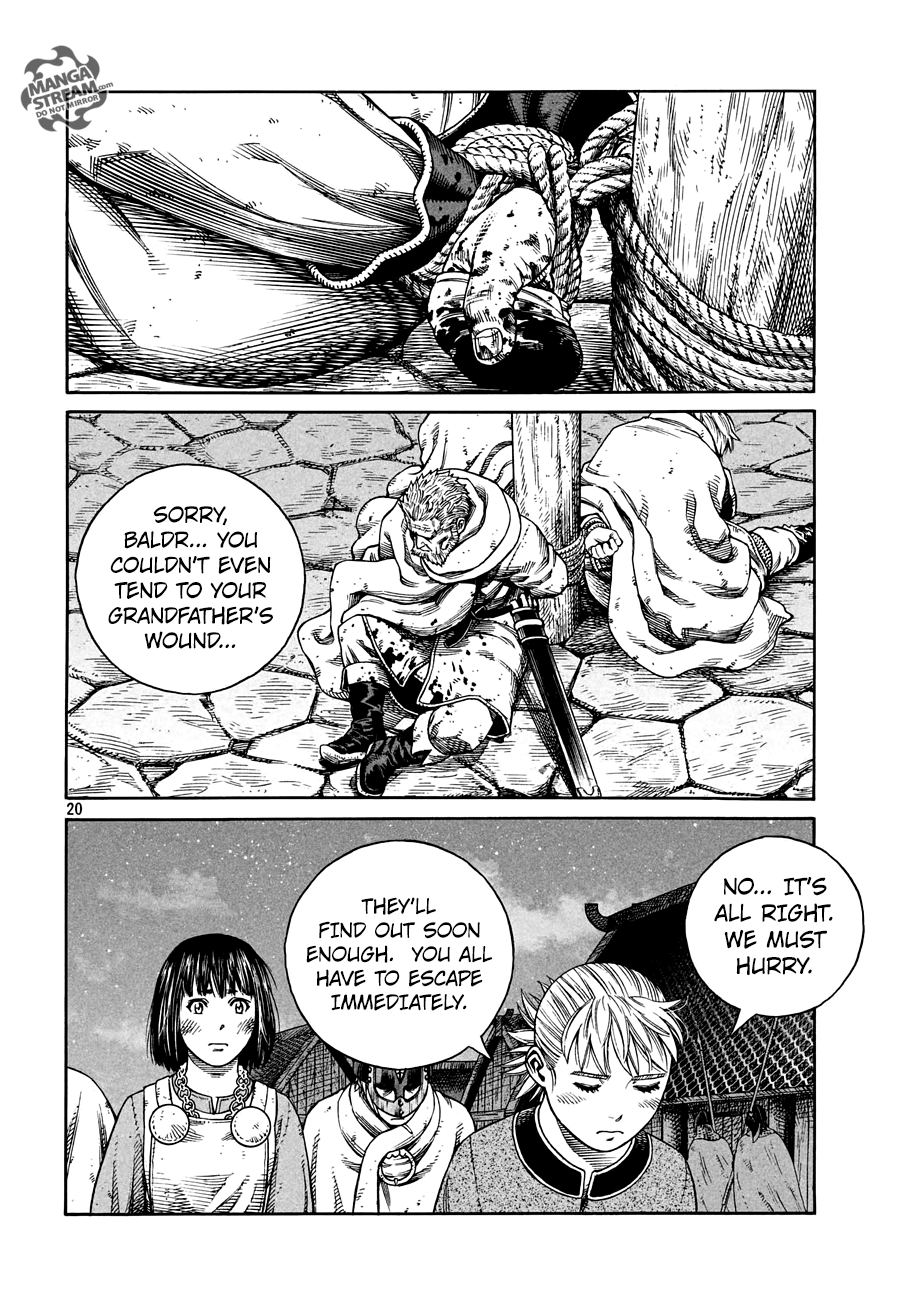 MANGA
STREAM.com
DO NOT MIRROR
SORRY,
BALDR... YOU
COULDN'T EVEN
TEND TO YOUR
GRANDFATHER'S
WOUND...
20
NO... IT'S
ALL RIGHT.
WE MUST
HURRY.
THEY'LL
FIND OUT SOON
ENOUGH. YOU ALL
HAVE TO ESCAPE
IMMEDIATELY.